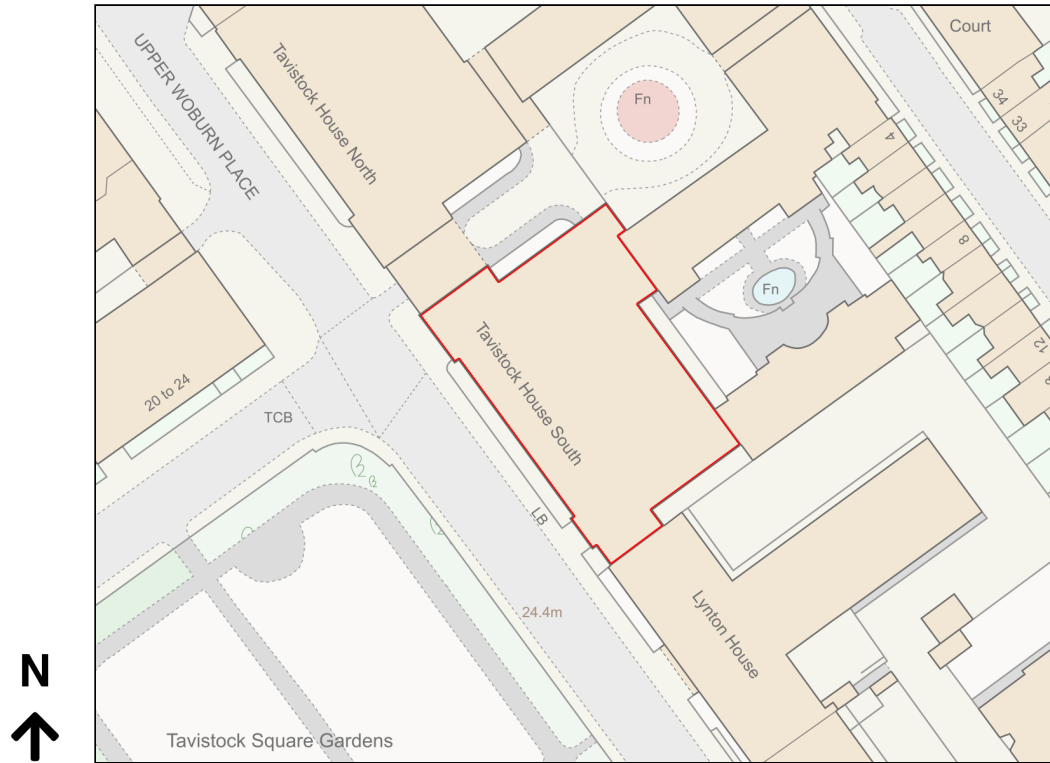 Court
UPPER WOBURN PLACE
Tavistock House North
Fn
34
33
4
8
Fn
12
Tavistock House South
20 to 24
TCB
LB
24.4m
Lynton House
N
Tavistock Square Gardens